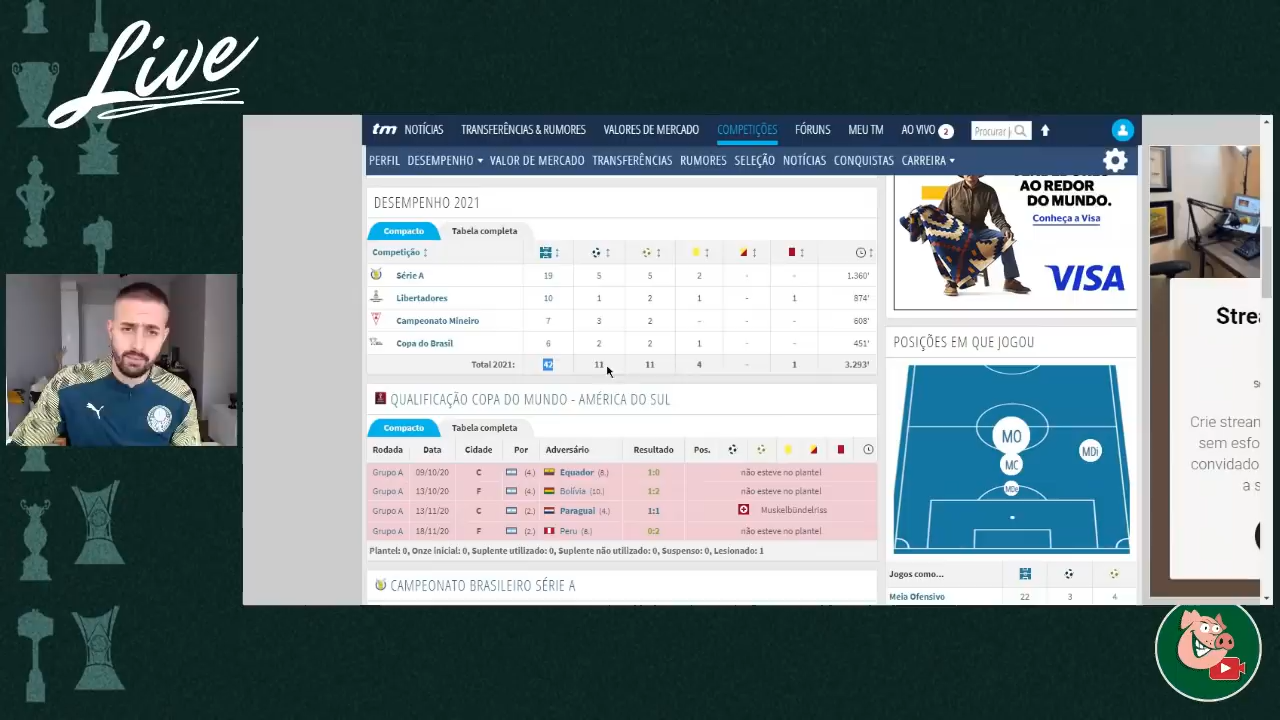 Live
tm NOTÍCIAS TRANSFERÊNCIAS & RUMORES VALORES DE MERCADO COMPETIÇÕES FÓRUNS MEU TM AO VIVO 2 Procurar j
PERFIL DESEMPENHO VALOR DE MERCADO TRANSFERÊNCIAS RUMORES SELEÇÃO NOTÍCIAS CONQUISTAS CARREIRA
DESEMPENHO 2021
Compacto Tabela completa
Competição
Série A 19 5 5 2 - - 1.360'
Libertadores 10 1 2 1 - 1 874'
Campeonato Mineiro 7 3 2 - - - 608'
Copa do Brasil 6 2 2 1 - - 451'
Total 2021: 42 11 11 4 - 1 3.293'
QUALIFICAÇÃO COPA DO MUNDO - AMÉRICA DO SUL
Compacto Tabela completa
Rodada Data Cidade Por Adversário Resultado Pos.
Grupo A 09/10/20 C (4.) Equador (8.) 1:0 não esteve no plantel
Grupo A 13/10/20 F (4.) Bolívia (10.) 1:2 não esteve no plantel
Grupo A 13/11/20 C (2.) Paraguai (4.) 1:1 Muskelbündelriss
Grupo A 18/11/20 F (2.) Peru (8.) 0:2 não esteve no plantel
Plantel: 0, Onze inicial: 0, Suplente utilizado: 0, Suplente não utilizado: 0, Suspenso: 0, Lesionado: 1
CAMPEONATO BRASILEIRO SÉRIE A
AO REDOR
DO MUNDO.
Conheça a Visa
VISA
POSIÇÕES EM QUE JOGOU
MO
MDi
MC
MDe
Jogos como...
Meia Ofensivo 22 3 4
Strea
Crie stream
sem esfo
convidado
a s